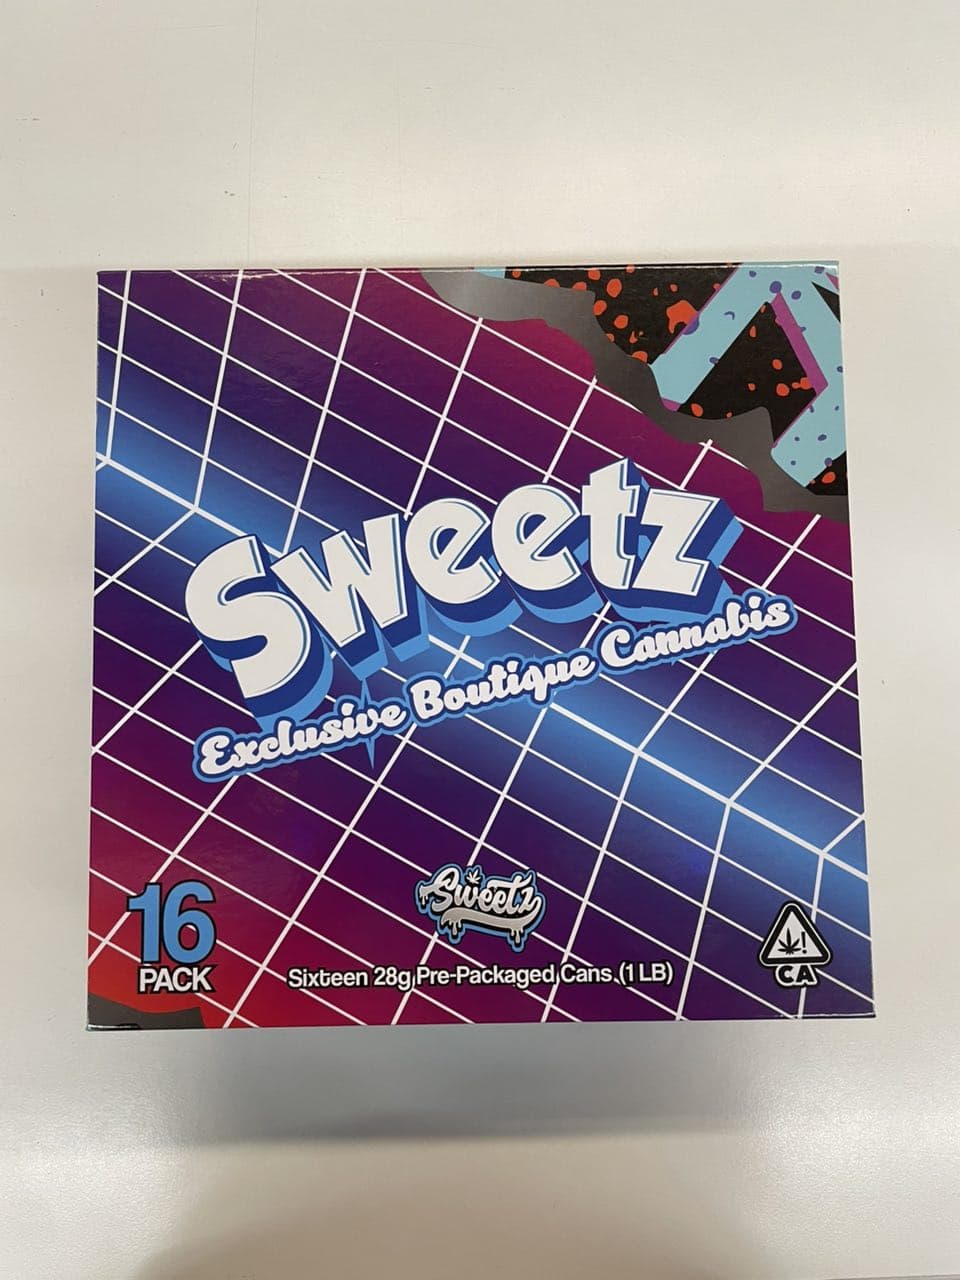 Sweetz
Exclusive Boutique Cannabis
Sweetz
16
PACK
Sixteen 28g Pre-Packaged Cans (1 LB)
!
CA